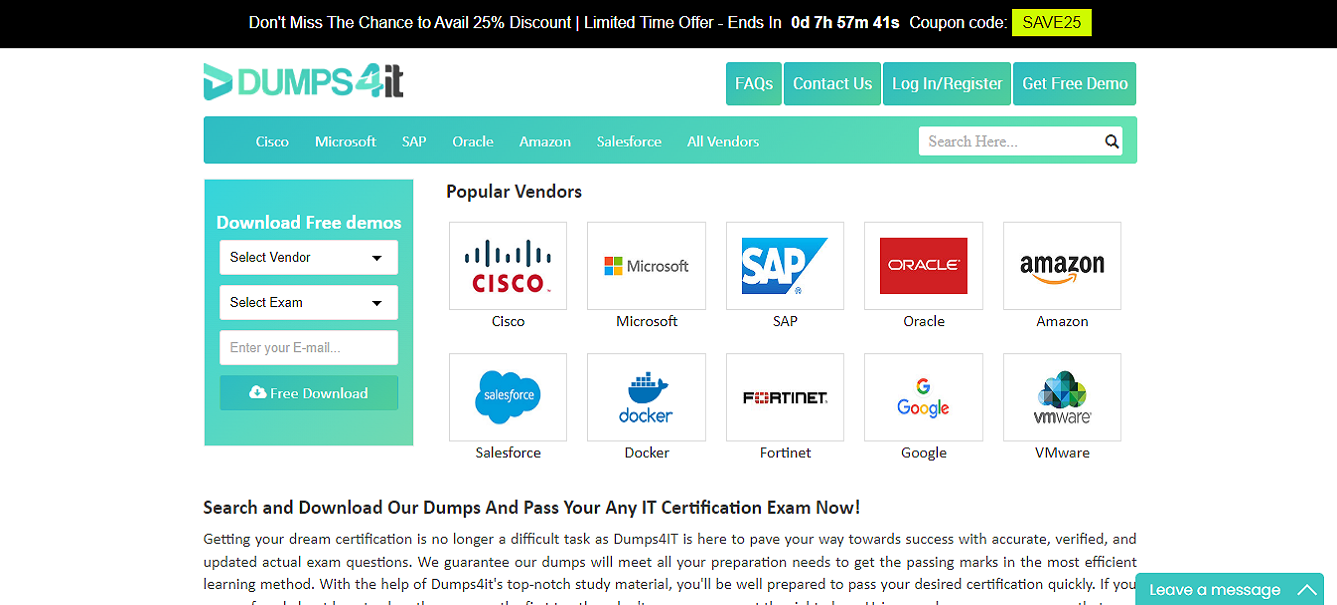 Don't Miss The Chance to Avail 25% Discount | Limited Time Offer - Ends In 0d 7h 57m 41s Coupon code: SAVE25
DUMPS4it
FAQs Contact Us Log In/Register Get Free Demo
Cisco Microsoft SAP Oracle Amazon Salesforce All Vendors Search Here...
Popular Vendors
Download Free demos
Select Vendor
Select Exam
Enter your E-mail...
Free Download
CISCO
Microsoft
SAP
ORACLE
amazon
Cisco Microsoft SAP Oracle Amazon
salesforce
docker
FORTINET
Google
vmware
Salesforce Docker Fortinet Google VMware
Search and Download Our Dumps And Pass Your Any IT Certification Exam Now!
Getting your dream certification is no longer a difficult task as Dumps4IT is here to pave your way towards success with accurate, verified, and
updated actual exam questions. We guarantee our dumps will meet all your preparation needs to get the passing marks in the most efficient
learning method. With the help of Dumps4it's top-notch study material, you'll be well prepared to pass your desired certification quickly. If you
Leave a message